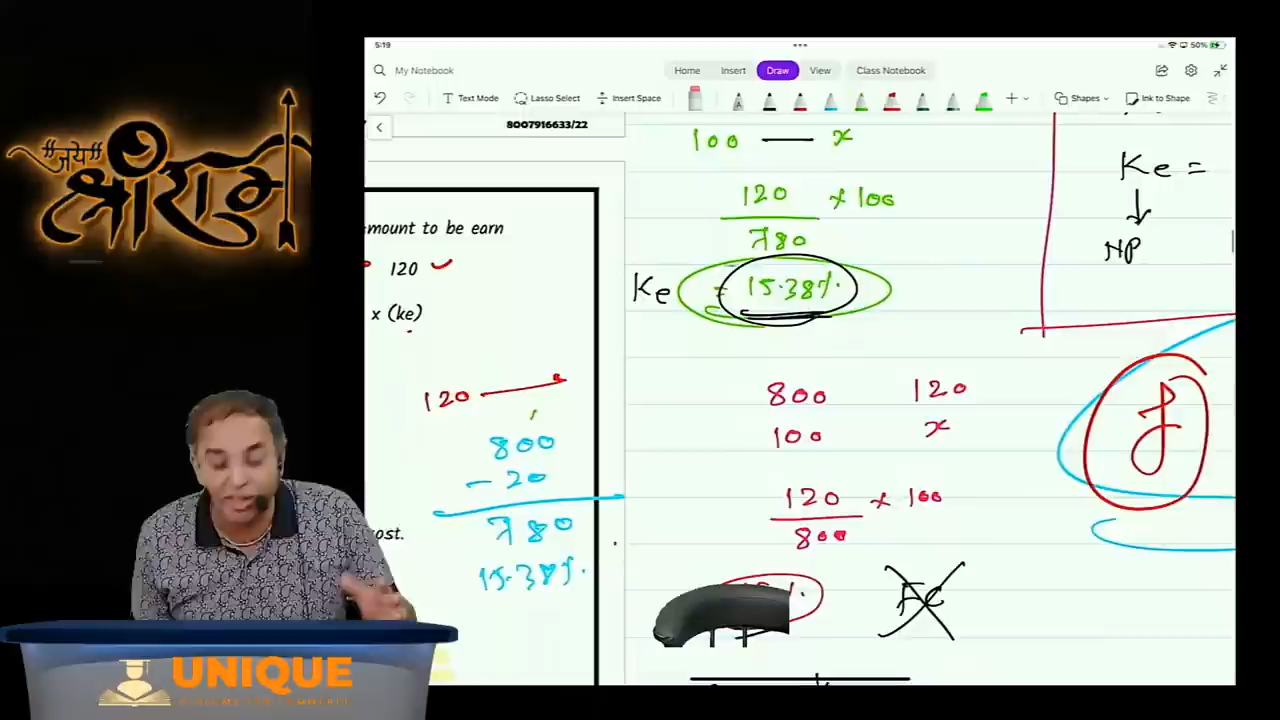 5:19
50%
My Notebook
Home Insert Draw View Class Notebook
Text Mode Lasso Select Insert Space Shapes Ink to Shape
8007916633/22
॥जय॥
श्रीराम
mount to be earn
120
x (ke)
120
800
- 20
780
ost.
15.38%.
100 — x
120 × 100
780
Ke = 15.38%.
800 120
100 x
120 × 100
800
Ke =
↓
NP
f
UNIQUE